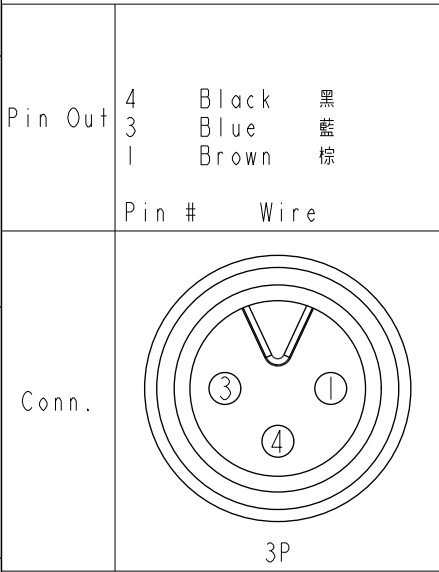 Pin Out
4 Black 黑
3 Blue 藍
1 Brown 棕
Pin # Wire
Conn.
3 1
4
3P